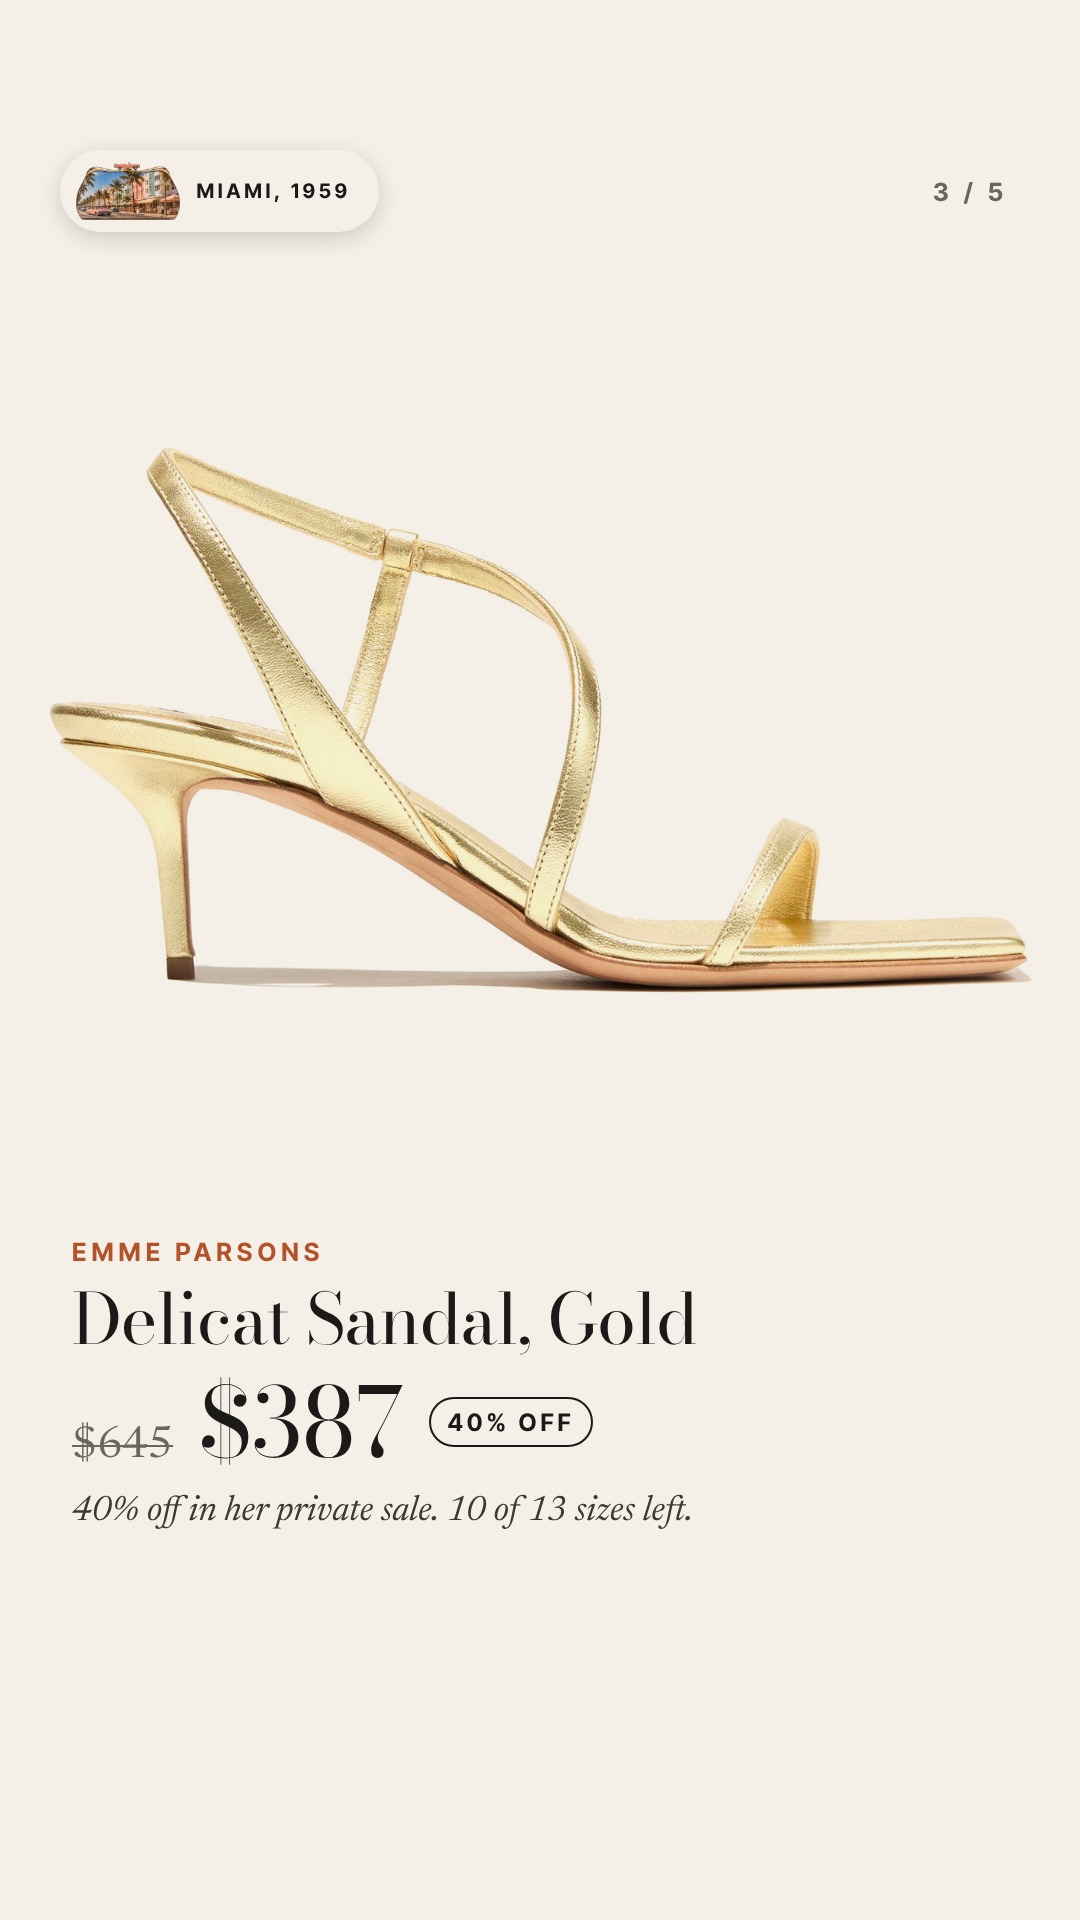 MIAMI, 1959
3 / 5
EMME PARSONS
Delicat Sandal, Gold
$645 $387 40% OFF
40% off in her private sale. 10 of 13 sizes left.